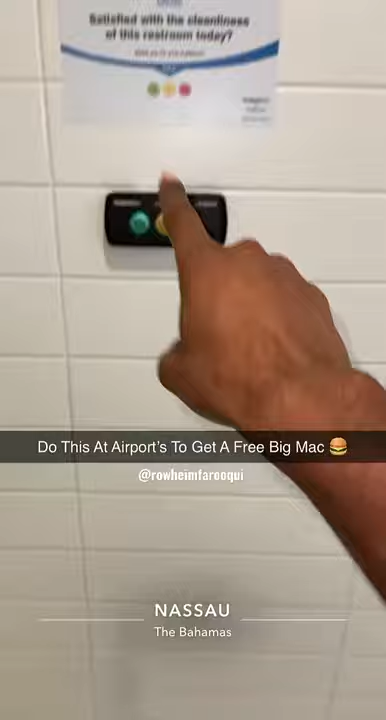 Satisfied with the cleanliness
of this restroom today?
Do This At Airport's To Get A Free Big Mac 🍔
@rowheimfarooqui
NASSAU
The Bahamas